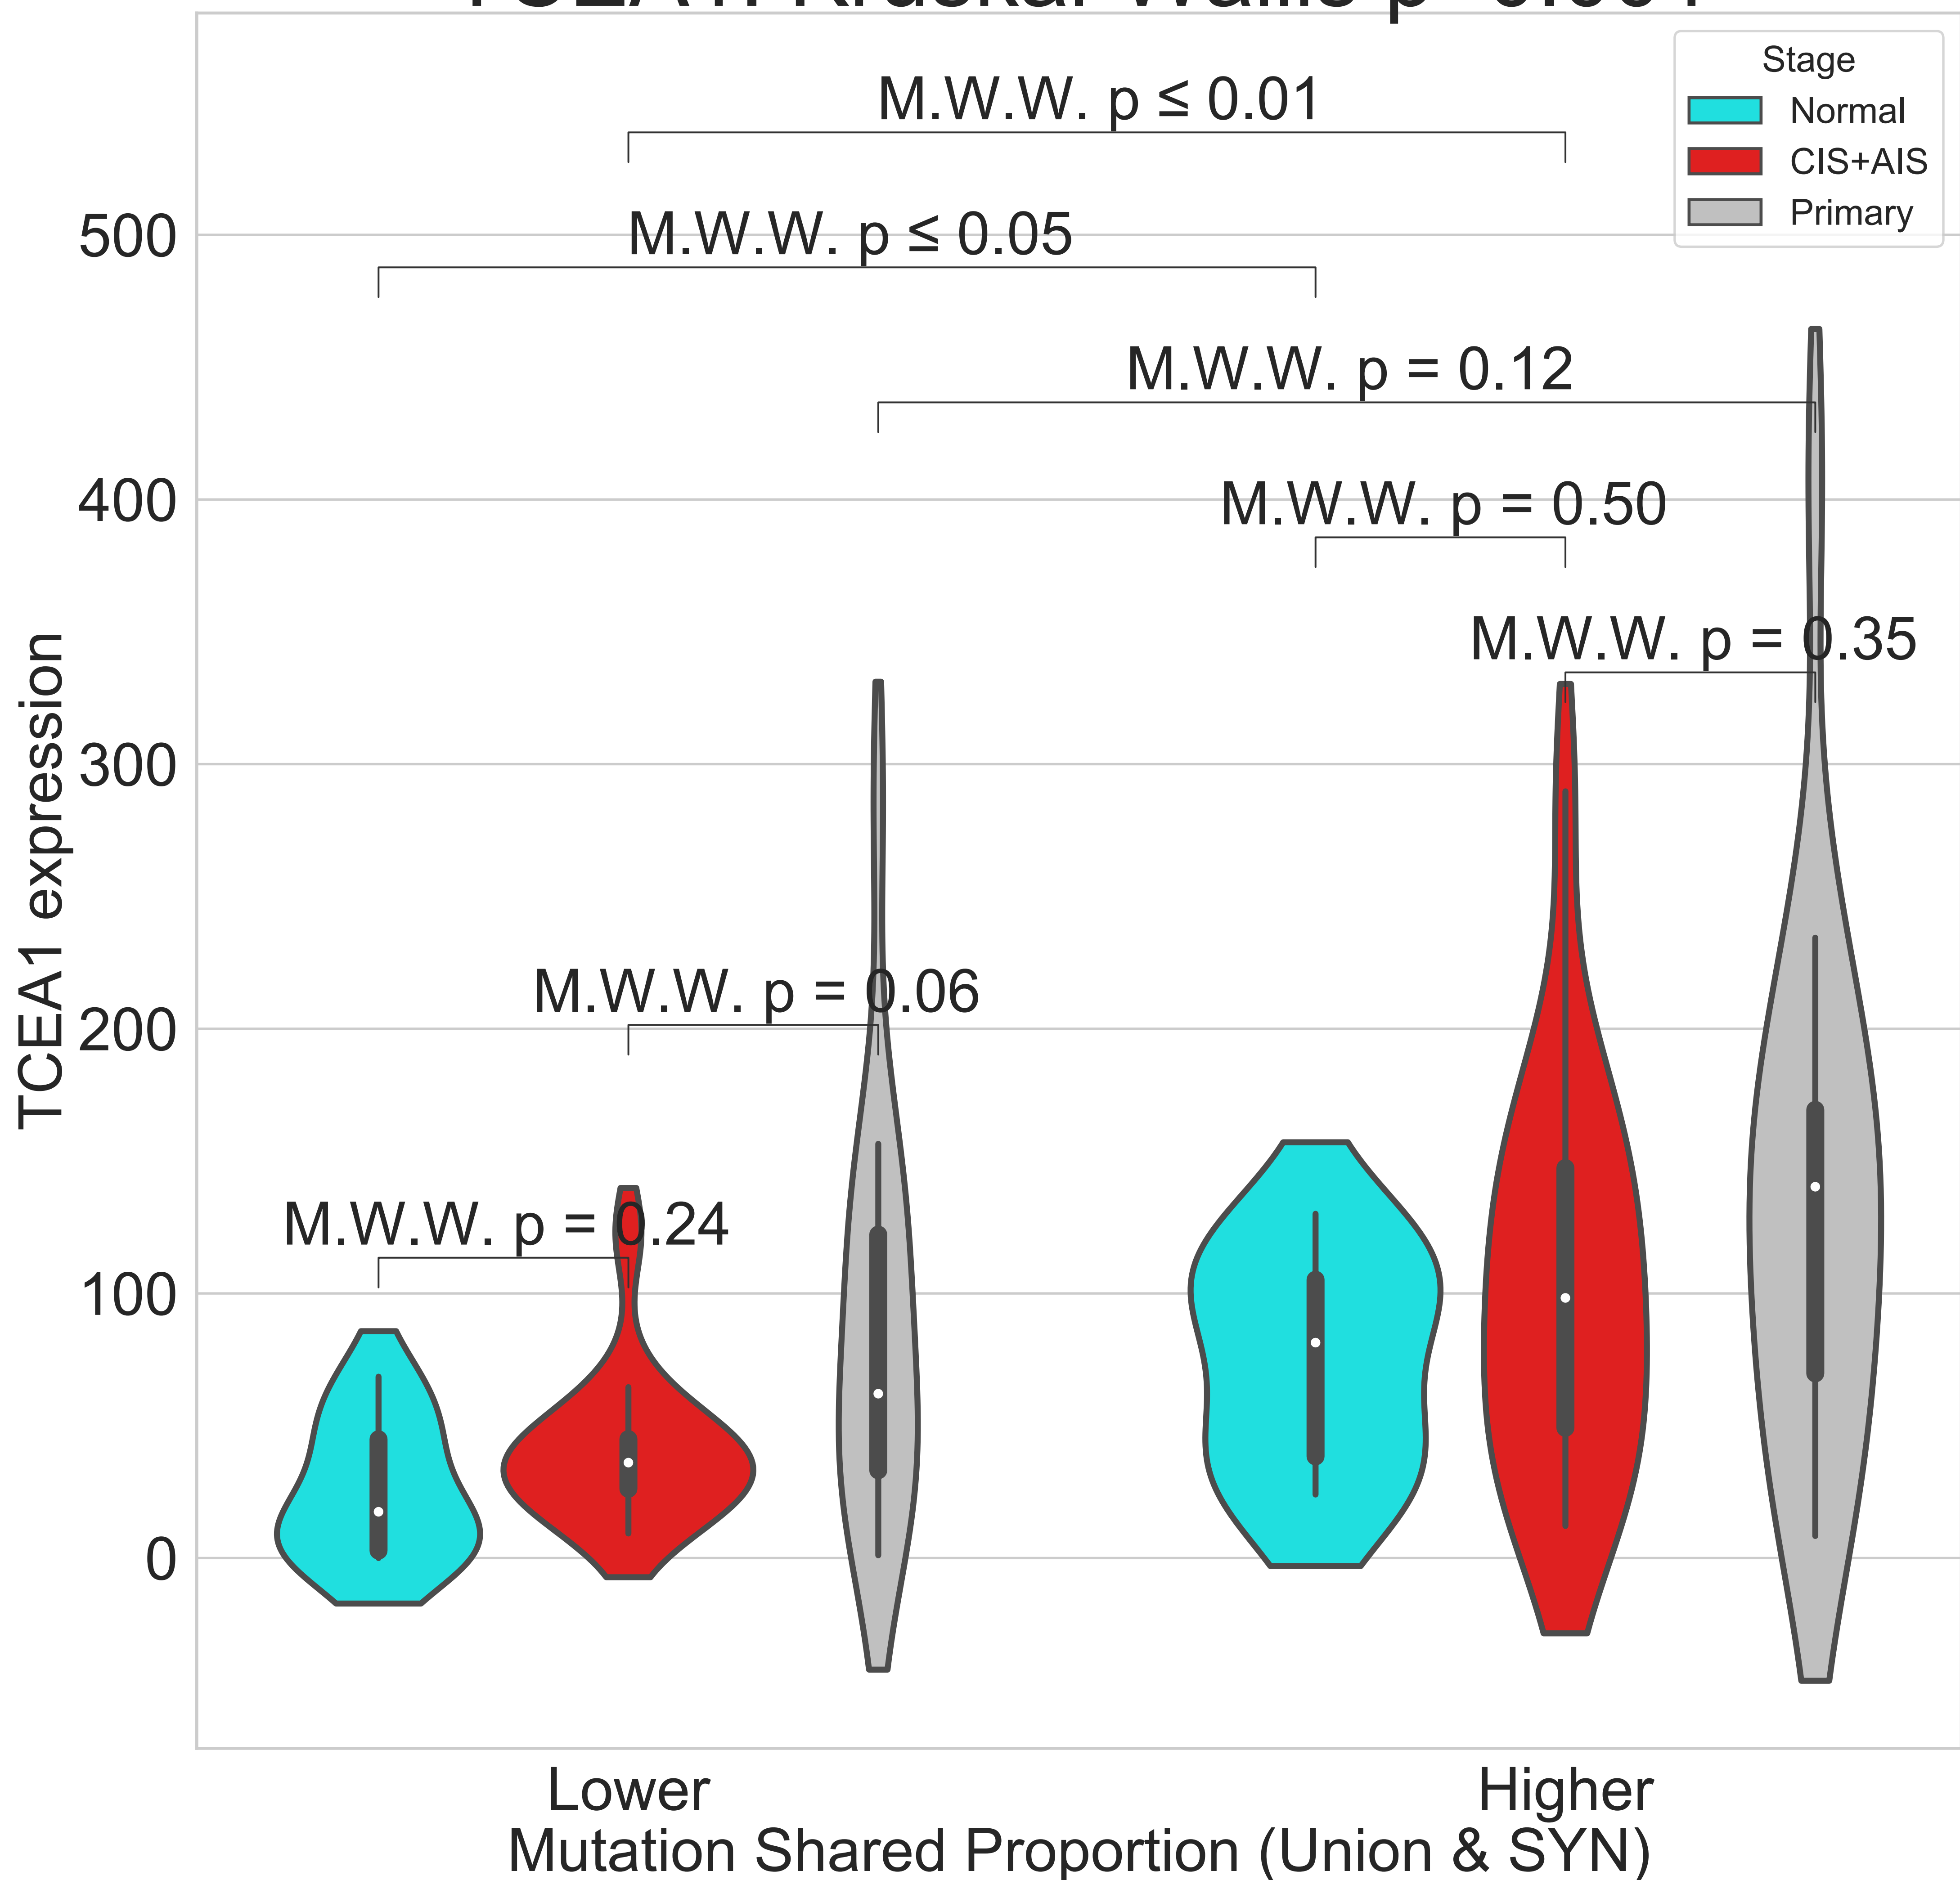 Stage
Normal
CIS+AIS
Primary
M.W.W. p ≤ 0.01
M.W.W. p ≤ 0.05
M.W.W. p = 0.12
M.W.W. p = 0.50
M.W.W. p = 0.35
M.W.W. p = 0.06
M.W.W. p = 0.24
500
400
300
200
100
0
TCEA1 expression
Lower
Higher
Mutation Shared Proportion (Union & SYN)